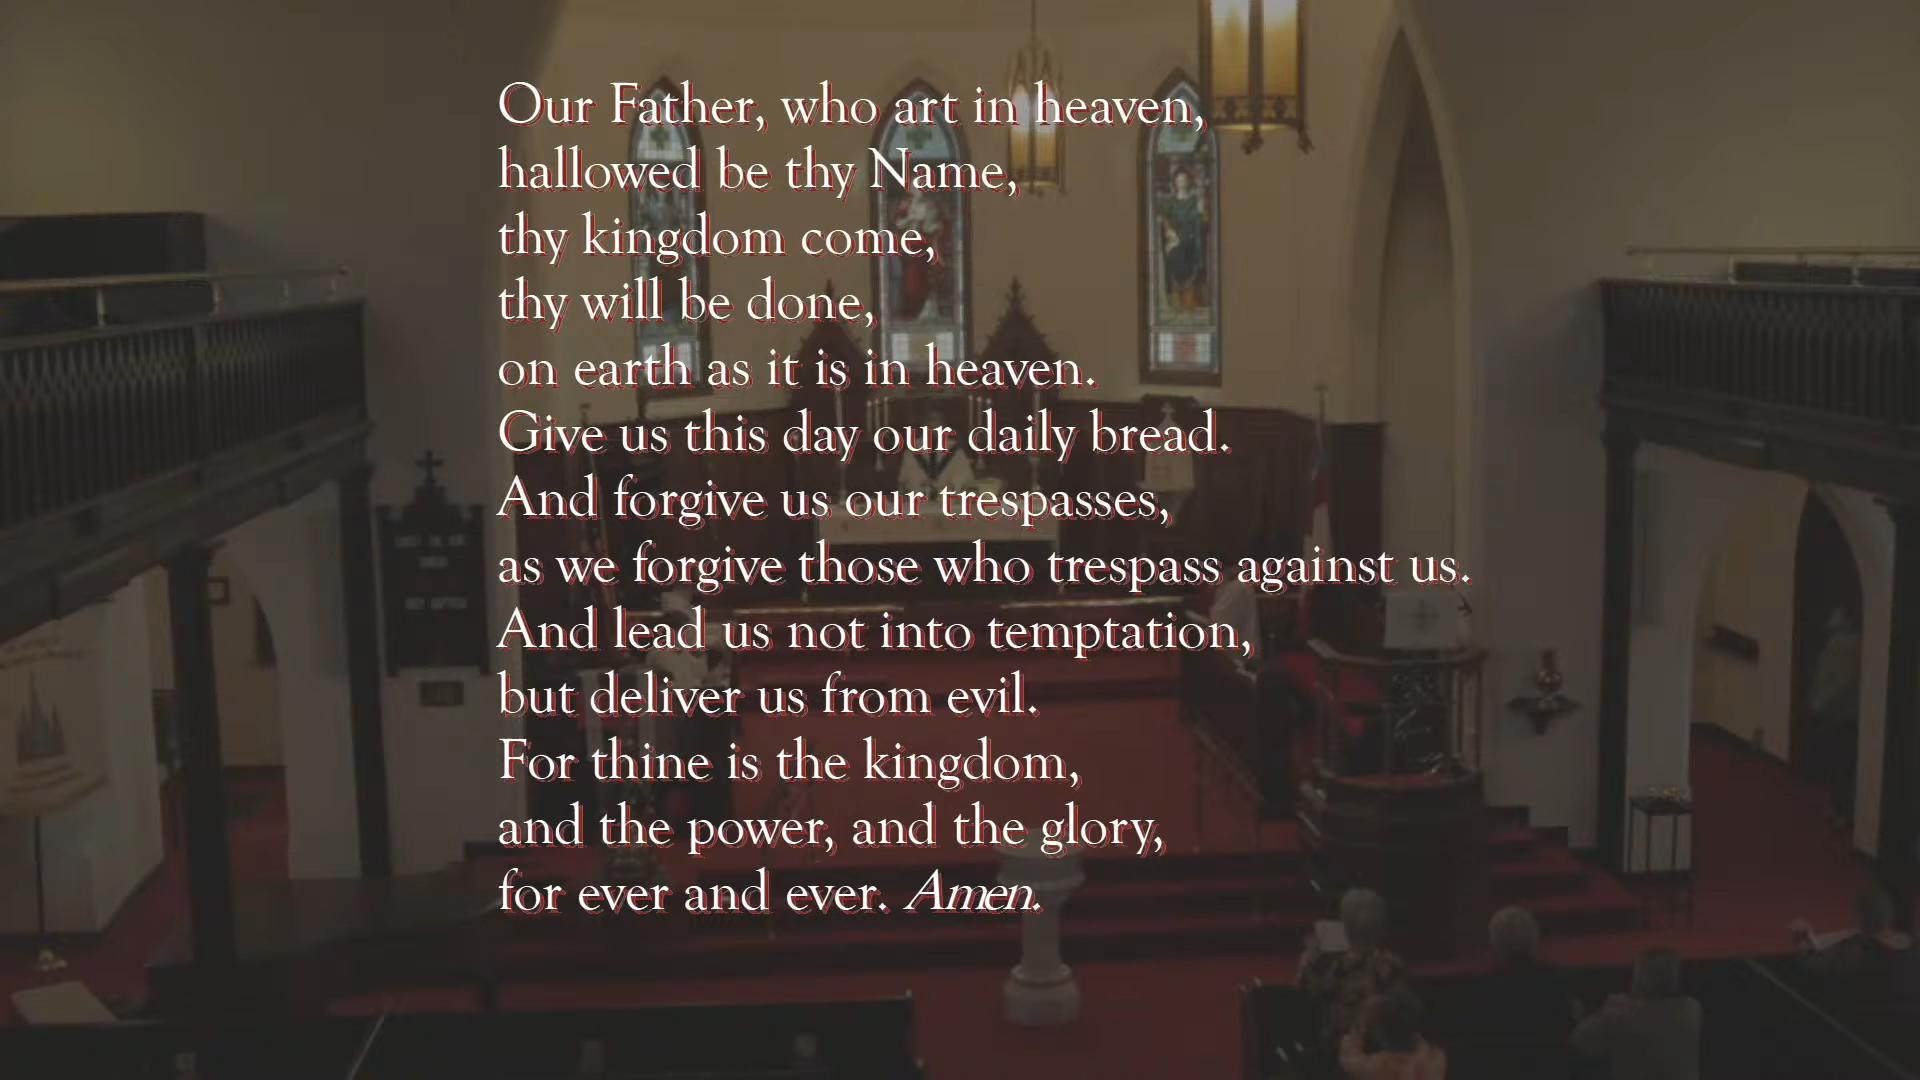 Our Father, who art in heaven,
hallowed be thy Name,
thy kingdom come,
thy will be done,
on earth as it is in heaven.
Give us this day our daily bread.
And forgive us our trespasses,
as we forgive those who trespass against us.
And lead us not into temptation,
but deliver us from evil.
For thine is the kingdom,
and the power, and the glory,
for ever and ever. Amen.